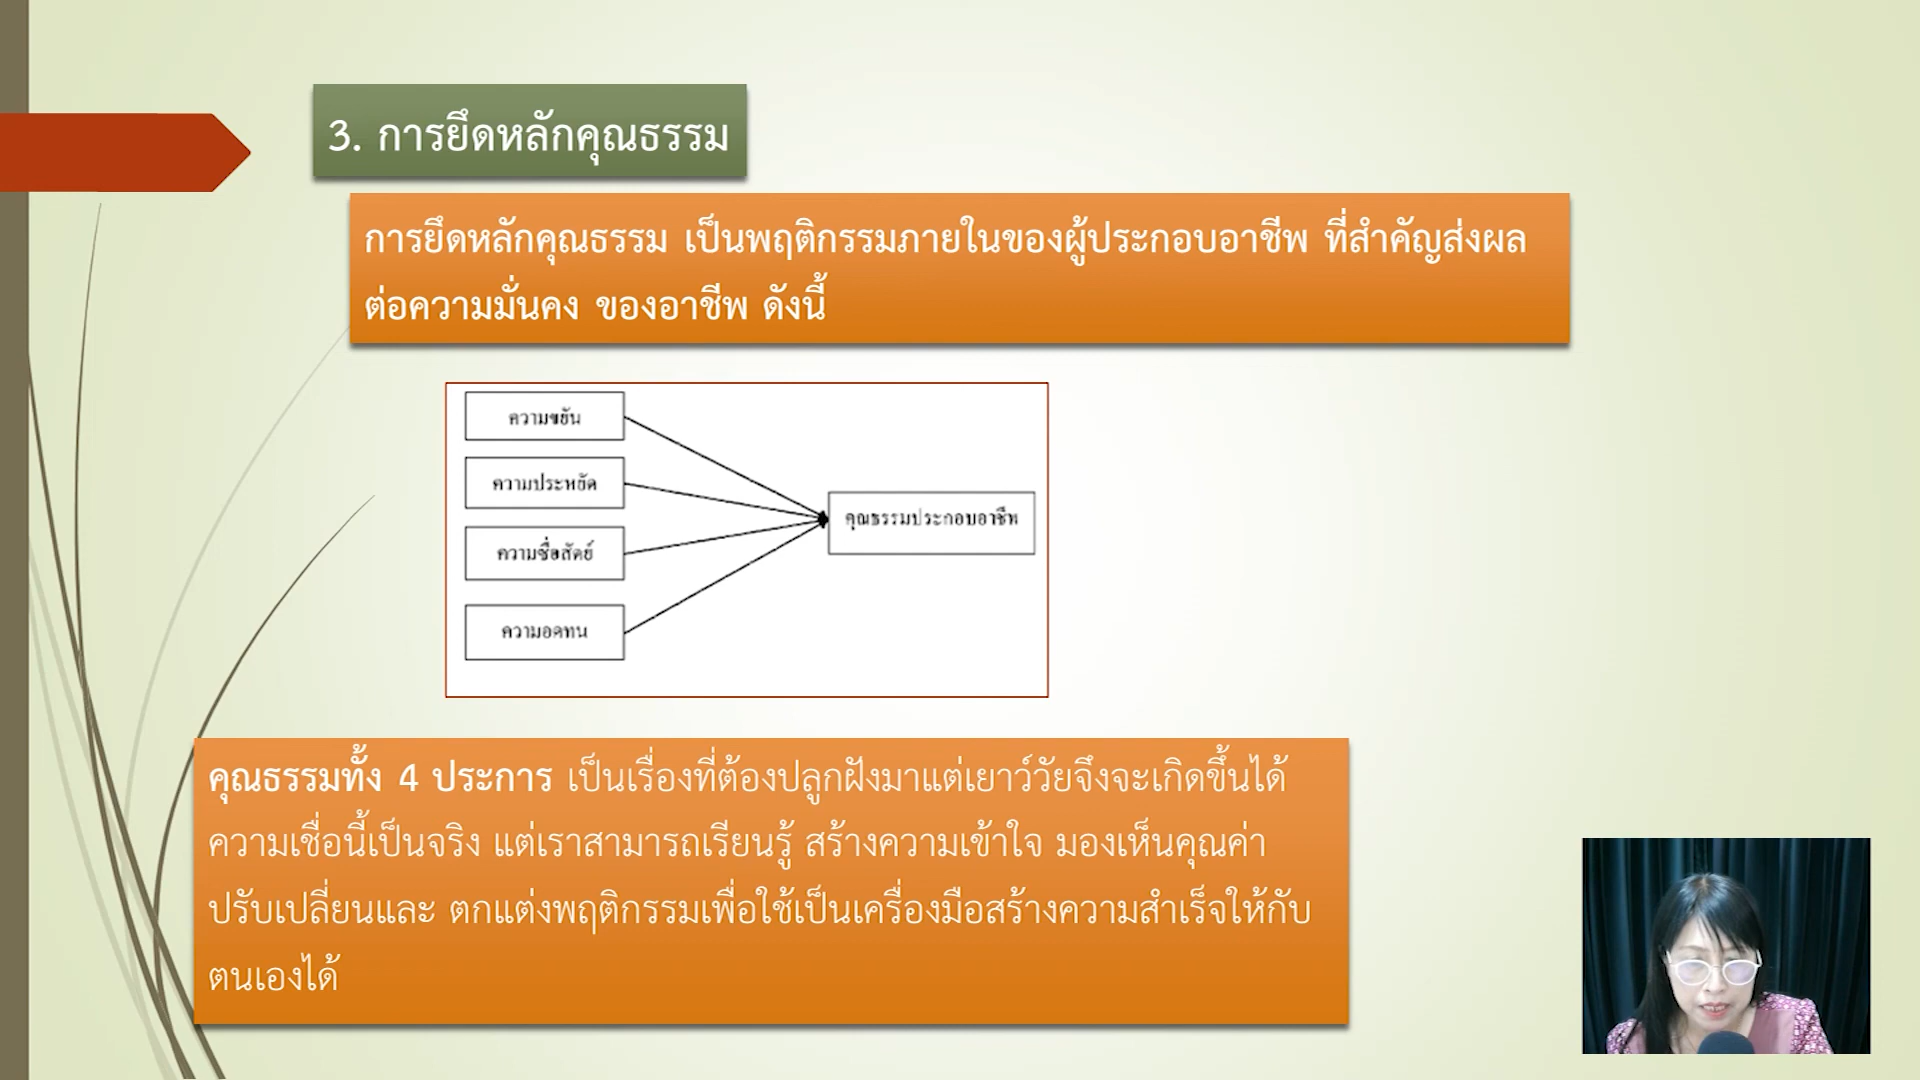 3. การยึดหลักคุณธรรม
การยึดหลักคุณธรรม เป็นพฤติกรรมภายในของผู้ประกอบอาชีพ ที่สำคัญส่งผล
ต่อความมั่นคง ของอาชีพ ดังนี้
ความขยัน
ความประหยัด
ความซื่อสัตย์
ความอดทน
คุณธรรมประกอบอาชีพ
คุณธรรมทั้ง 4 ประการ เป็นเรื่องที่ต้องปลูกฝังมาแต่เยาว์วัยจึงจะเกิดขึ้นได้
ความเชื่อนี้เป็นจริง แต่เราสามารถเรียนรู้ สร้างความเข้าใจ มองเห็นคุณค่า
ปรับเปลี่ยนและ ตกแต่งพฤติกรรมเพื่อใช้เป็นเครื่องมือสร้างความสำเร็จให้กับ
ตนเองได้